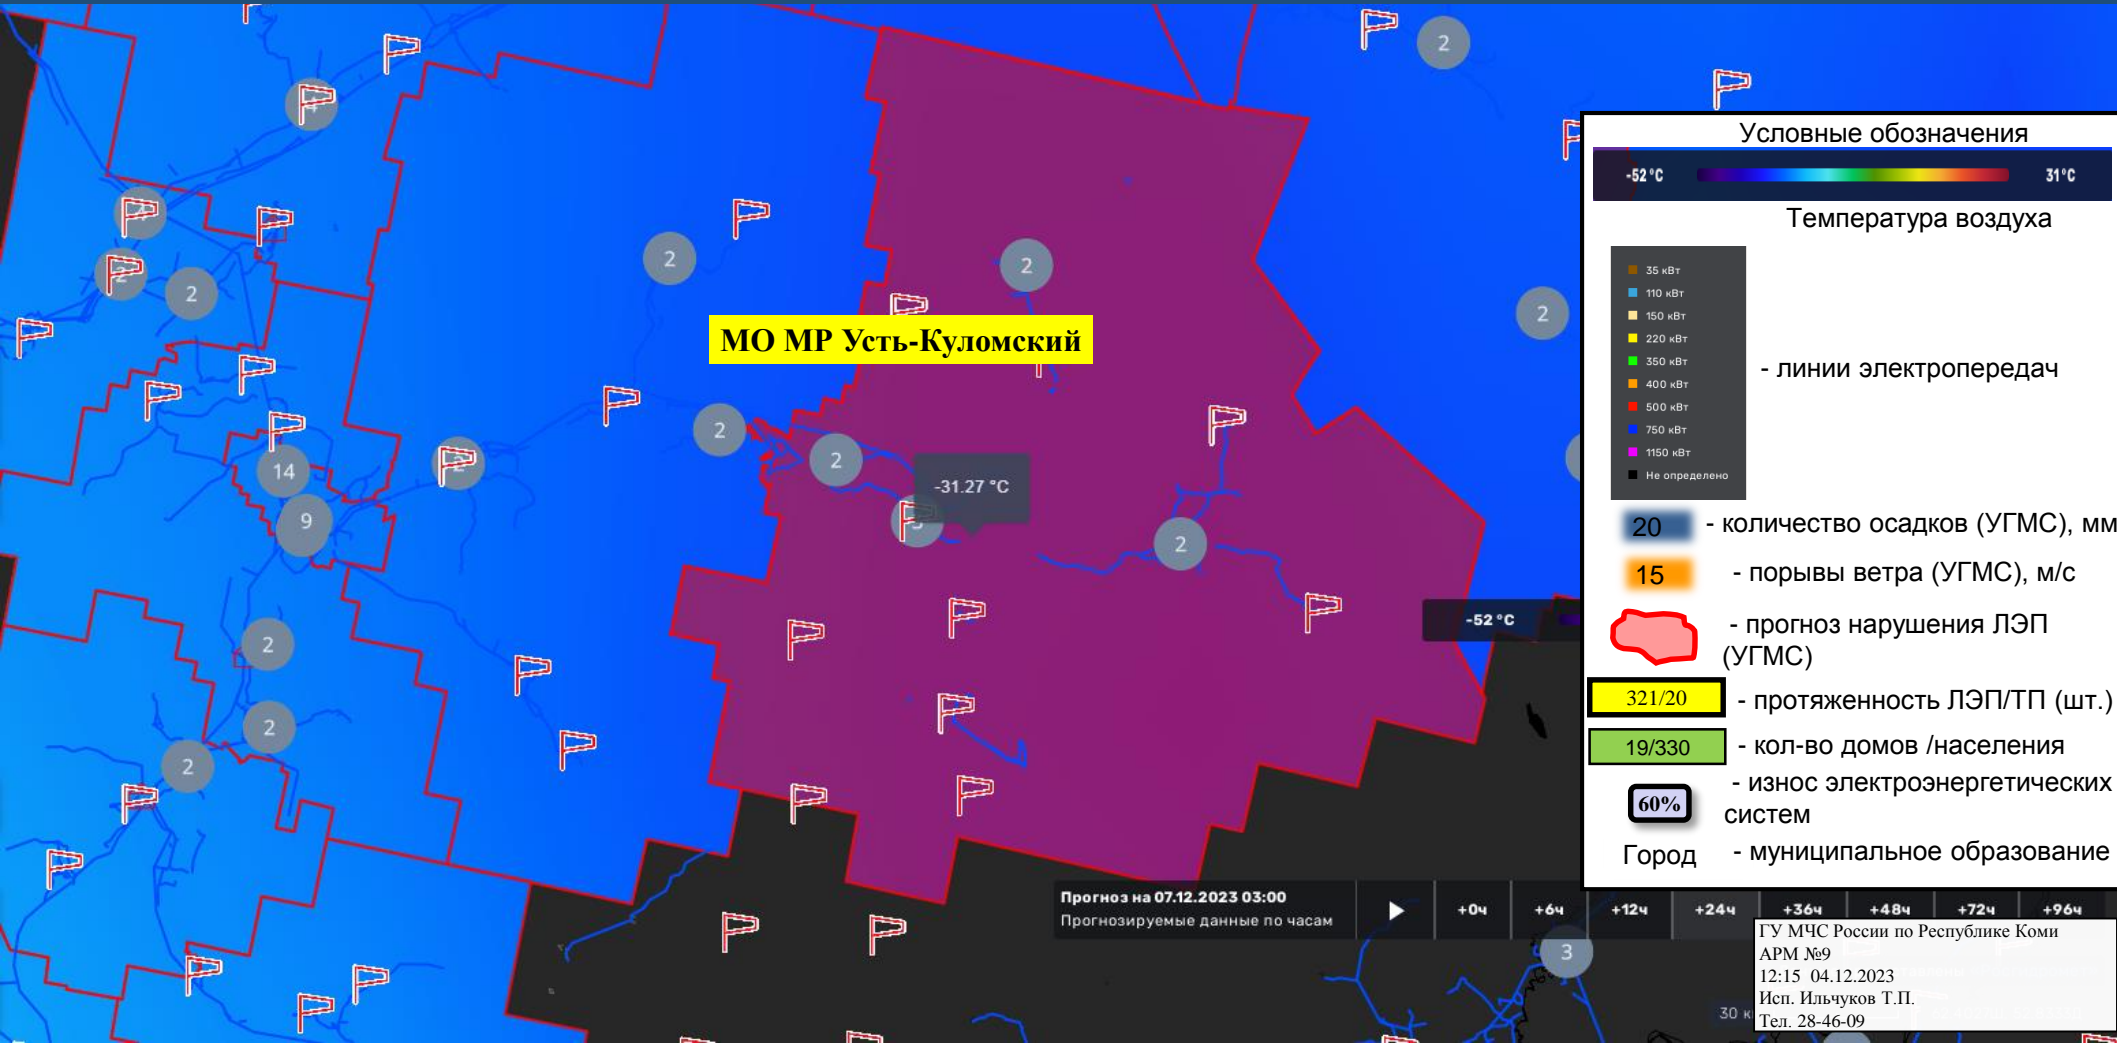 2
4
4
2
2
2
2
2
МО МР Усть-Куломский
2
2
2
14
9
-31.27 °C
2
2
2
2
-52 °C
Условные обозначения
-52 °C
31°C
Температура воздуха
35 кВт
110 кВт
150 кВт
220 кВт
350 кВт
400 кВт
500 кВт
750 кВт
1150 кВт
Не определено
- линии электропередач
20 - количество осадков (УГМС), мм
15 - порывы ветра (УГМС), м/с
- прогноз нарушения ЛЭП
(УГМС)
321/20 - протяженность ЛЭП/ТП (шт.)
19/330 - кол-во домов /населения
60% - износ электроэнергетических
систем
Город - муниципальное образование
Прогноз на 07.12.2023 03:00
Прогнозируемые данные по часам
+0ч +6ч +12ч +24ч +36ч +48ч +72ч +96ч
3
30 к
ГУ МЧС России по Республике Коми
АРМ №9
12:15 04.12.2023
Исп. Ильчуков Т.П.
Тел. 28-46-09